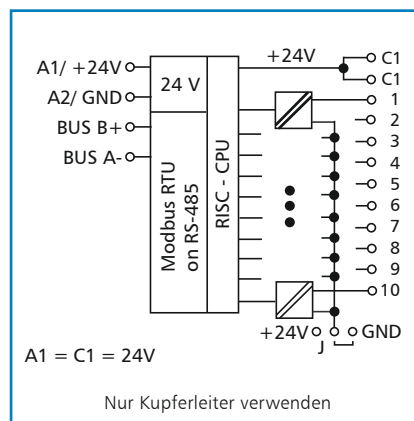 A1/ +24V
A2/ GND
BUS B+
BUS A-
24 V
Modbus RTU
on RS-485
RISC - CPU
+24V
C1
C1
1
2
3
4
5
6
7
8
9
10
+24V
J
GND
A1 = C1 = 24V
Nur Kupferleiter verwenden